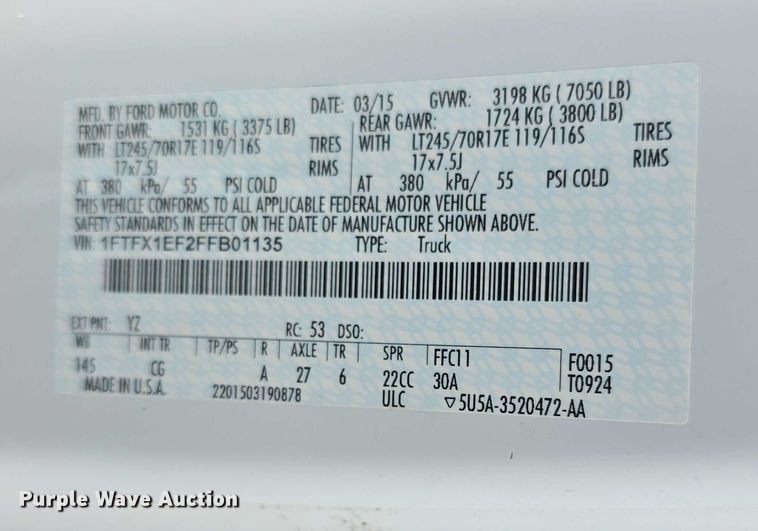 MFD. BY FORD MOTOR CO. DATE: 03/15 GVWR: 3198 KG ( 7050 LB)
FRONT GAWR: 1531 KG ( 3375 LB) REAR GAWR: 1724 KG ( 3800 LB)
WITH LT245/70R17E 119/116S TIRES WITH LT245/70R17E 119/116S TIRES
17x7.5J RIMS 17x7.5J RIMS
AT 380 kPa/ 55 PSI COLD AT 380 kPa/ 55 PSI COLD
THIS VEHICLE CONFORMS TO ALL APPLICABLE FEDERAL MOTOR VEHICLE
SAFETY STANDARDS IN EFFECT ON THE DATE OF MANUFACTURE SHOWN ABOVE.
VIN: 1FTFX1EF2FFB01135 TYPE: Truck
EXT PNT: YZ RC: 53 DSO:
WB INT TR TP/PS R AXLE TR SPR FFC11 F0015
145 CG A 27 6 22CC 30A T0924
MADE IN U.S.A. 2201503190878 ULC ▽5U5A-3520472-AA
Purple Wave Auction